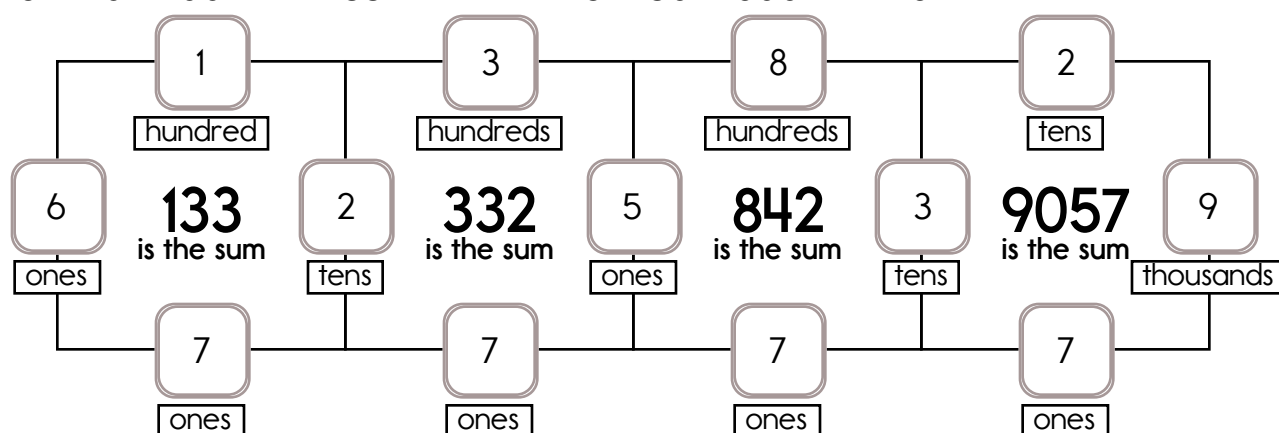 1 3 8 2
hundred hundreds hundreds tens
6 133 2 332 5 842 3 9057 9
is the sum is the sum is the sum is the sum
ones tens ones tens thousands
7 7 7 7
ones ones ones ones